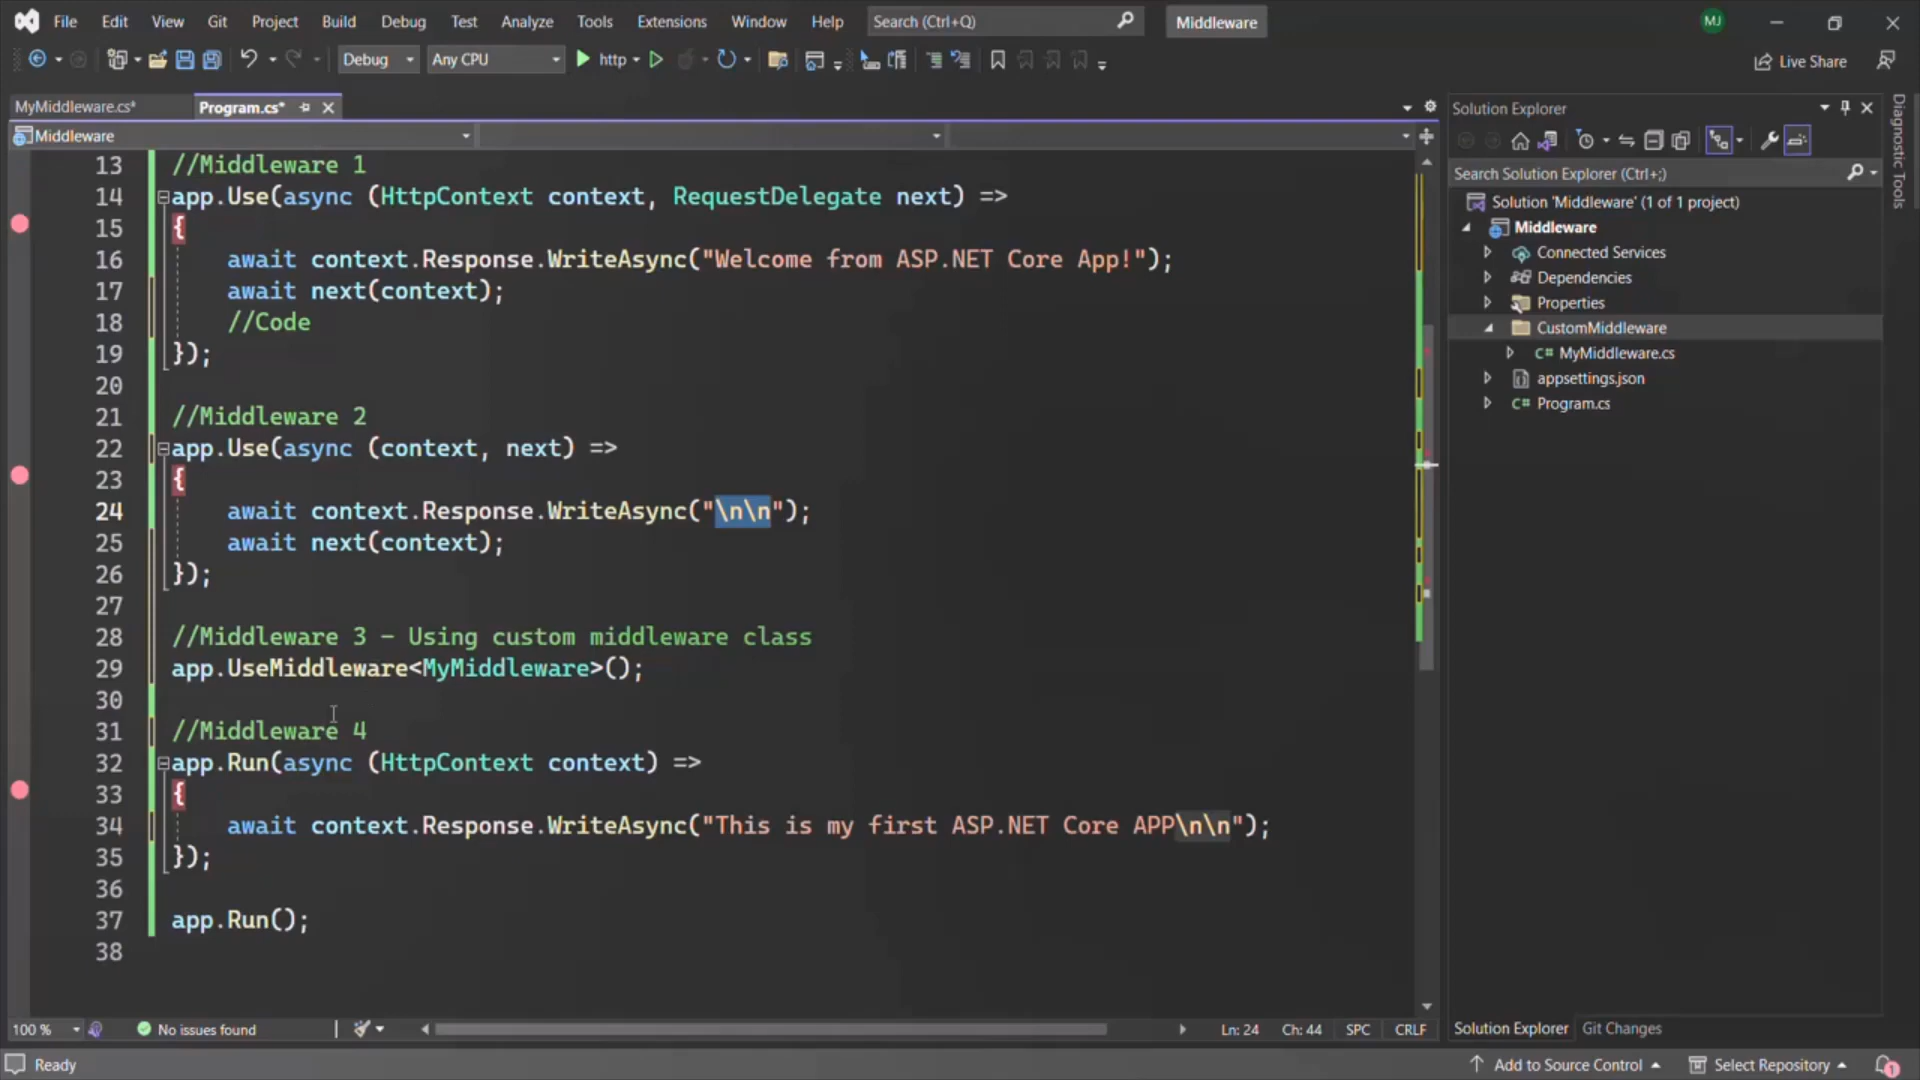 File Edit View Git Project Build Debug Test Analyze Tools Extensions Window Help Search (Ctrl+Q) Middleware MJ
Debug Any CPU http Live Share
MyMiddleware.cs* Program.cs*
Middleware
13 //Middleware 1
14 app.Use(async (HttpContext context, RequestDelegate next) =>
15 {
16 await context.Response.WriteAsync("Welcome from ASP.NET Core App!");
17 await next(context);
18 //Code
19 });
20
21 //Middleware 2
22 app.Use(async (context, next) =>
23 {
24 await context.Response.WriteAsync("\n\n");
25 await next(context);
26 });
27
28 //Middleware 3 - Using custom middleware class
29 app.UseMiddleware<MyMiddleware>();
30
31 //Middleware 4
32 app.Run(async (HttpContext context) =>
33 {
34 await context.Response.WriteAsync("This is my first ASP.NET Core APP\n\n");
35 });
36
37 app.Run();
38
100 % No issues found Ln: 24 Ch: 44 SPC CRLF
Solution Explorer
Search Solution Explorer (Ctrl+;)
Solution 'Middleware' (1 of 1 project)
Middleware
Connected Services
Dependencies
Properties
CustomMiddleware
C# MyMiddleware.cs
appsettings.json
C# Program.cs
Solution Explorer Git Changes
Diagnostic Tools
Ready Add to Source Control Select Repository 1